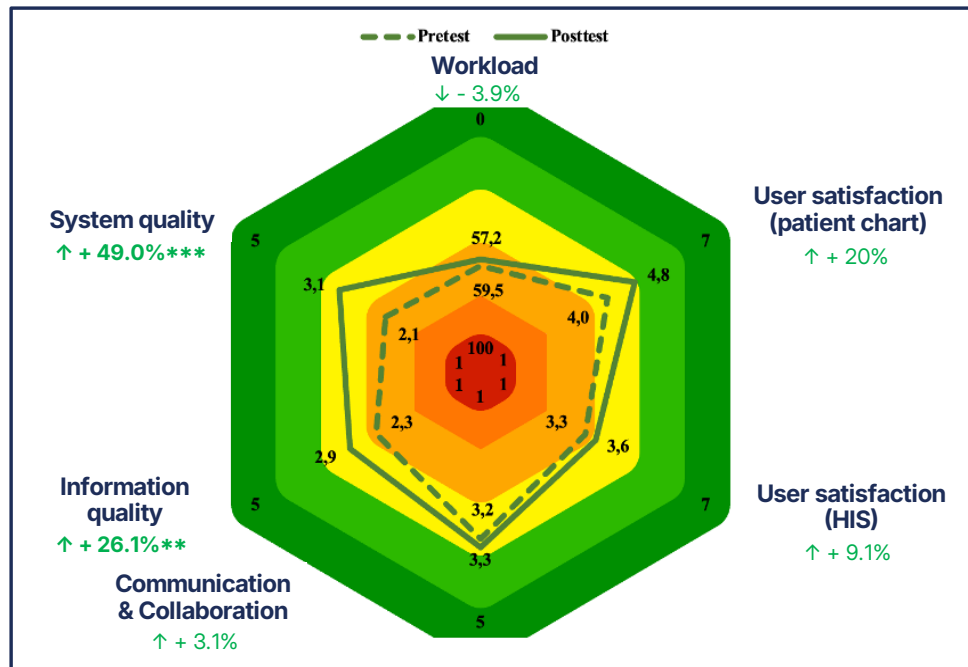 Pretest
Posttest
Workload
↓ - 3.9%
0
User satisfaction
(patient chart)
↑ + 20%
7
System quality
↑ + 49.0%***
5
57,2
59,5
3,1
2,1
4,8
4,0
100
1
1
1
1
1
2,3
2,9
3,3
3,6
3,2
3,3
Information
quality
↑ + 26.1%**
5
User satisfaction
(HIS)
↑ + 9.1%
7
Communication
& Collaboration
↑ + 3.1%
5